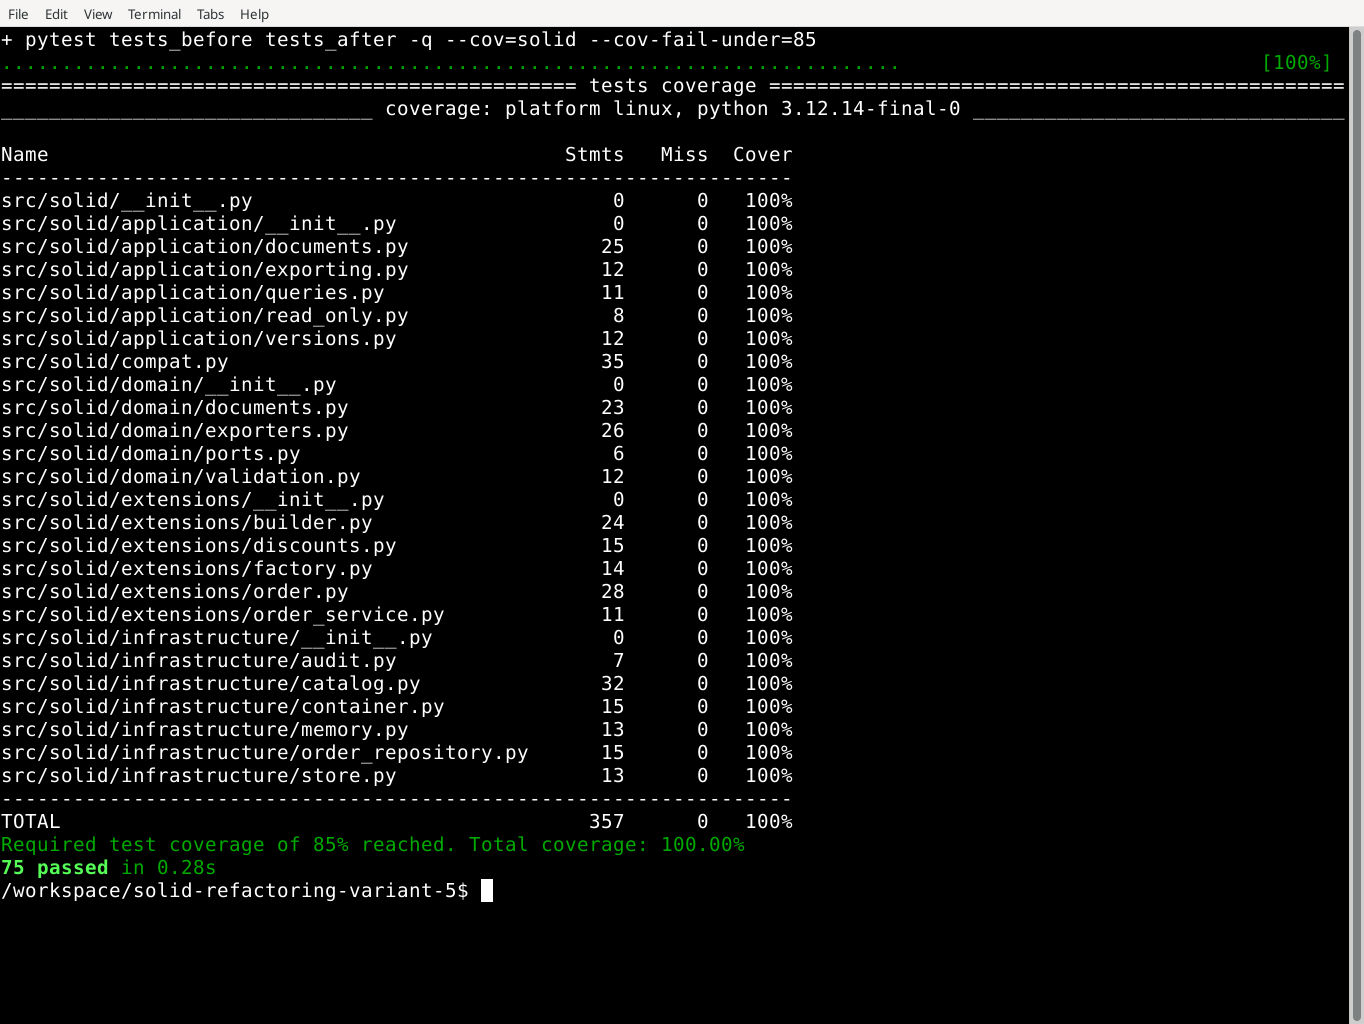 File Edit View Terminal Tabs Help
+ pytest tests_before tests_after -q --cov=solid --cov-fail-under=85
........................................................................... [100%]
================================================ tests coverage ================================================
_______________________________ coverage: platform linux, python 3.12.14-final-0 _______________________________
Name                                           Stmts   Miss  Cover
------------------------------------------------------------------
src/solid/__init__.py                              0      0   100%
src/solid/application/__init__.py                  0      0   100%
src/solid/application/documents.py                25      0   100%
src/solid/application/exporting.py                12      0   100%
src/solid/application/queries.py                  11      0   100%
src/solid/application/read_only.py                 8      0   100%
src/solid/application/versions.py                 12      0   100%
src/solid/compat.py                               35      0   100%
src/solid/domain/__init__.py                       0      0   100%
src/solid/domain/documents.py                     23      0   100%
src/solid/domain/exporters.py                     26      0   100%
src/solid/domain/ports.py                          6      0   100%
src/solid/domain/validation.py                    12      0   100%
src/solid/extensions/__init__.py                   0      0   100%
src/solid/extensions/builder.py                   24      0   100%
src/solid/extensions/discounts.py                 15      0   100%
src/solid/extensions/factory.py                   14      0   100%
src/solid/extensions/order.py                     28      0   100%
src/solid/extensions/order_service.py             11      0   100%
src/solid/infrastructure/__init__.py               0      0   100%
src/solid/infrastructure/audit.py                  7      0   100%
src/solid/infrastructure/catalog.py               32      0   100%
src/solid/infrastructure/container.py             15      0   100%
src/solid/infrastructure/memory.py                13      0   100%
src/solid/infrastructure/order_repository.py      15      0   100%
src/solid/infrastructure/store.py                 13      0   100%
------------------------------------------------------------------
TOTAL                                            357      0   100%
Required test coverage of 85% reached. Total coverage: 100.00%
75 passed in 0.28s
/workspace/solid-refactoring-variant-5$